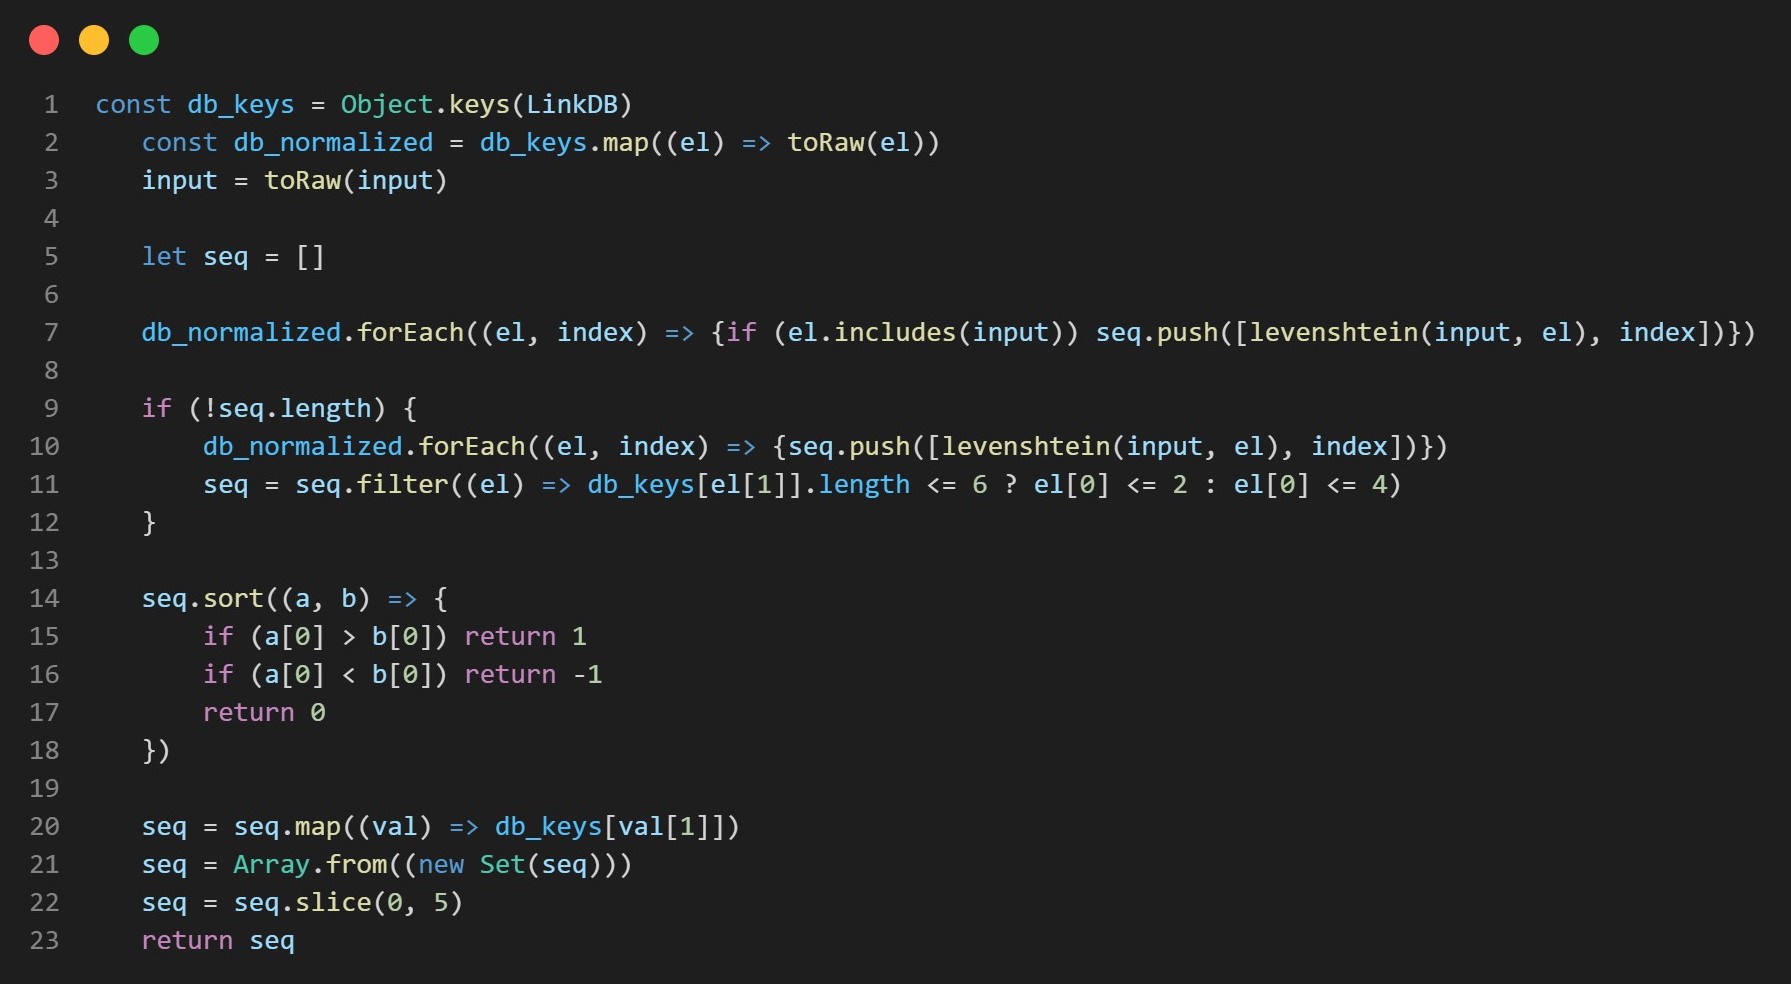 1 const db_keys = Object.keys(LinkDB)
2    const db_normalized = db_keys.map((el) => toRaw(el))
3    input = toRaw(input)
4
5    let seq = []
6
7    db_normalized.forEach((el, index) => {if (el.includes(input)) seq.push([levenshtein(input, el), index])})
8
9    if (!seq.length) {
10        db_normalized.forEach((el, index) => {seq.push([levenshtein(input, el), index])})
11        seq = seq.filter((el) => db_keys[el[1]].length <= 6 ? el[0] <= 2 : el[0] <= 4)
12    }
13
14    seq.sort((a, b) => {
15        if (a[0] > b[0]) return 1
16        if (a[0] < b[0]) return -1
17        return 0
18    })
19
20    seq = seq.map((val) => db_keys[val[1]])
21    seq = Array.from((new Set(seq)))
22    seq = seq.slice(0, 5)
23    return seq